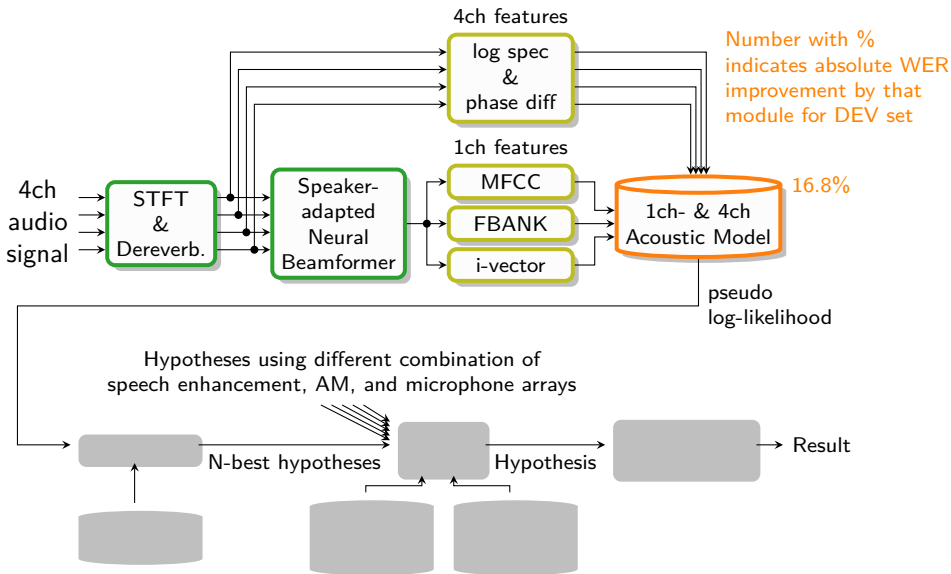 4ch features
log spec
&
phase diff
Number with %
indicates absolute WER
improvement by that
module for DEV set
1ch features
4ch
audio
signal
STFT
&
Dereverb.
Speaker-
adapted
Neural
Beamformer
MFCC
FBANK
i-vector
16.8%
1ch- & 4ch
Acoustic Model
pseudo
log-likelihood
Hypotheses using different combination of
speech enhancement, AM, and microphone arrays
N-best hypotheses
Hypothesis
Result